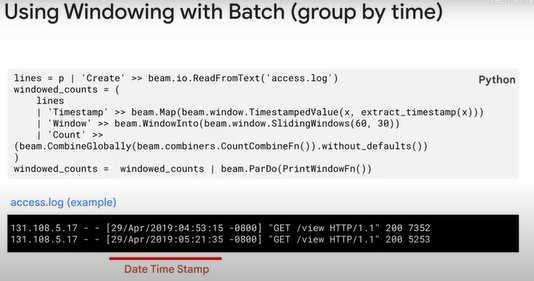 Using Windowing with Batch (group by time)
lines = p | 'Create' >> beam.io.ReadFromText('access.log')
Python
windowed_counts = (
lines
| 'Timestamp' >> beam.Map(beam.window.TimestampedValue(x, extract_timestamp(x)))
| 'Window' >> beam.WindowInto(beam.window.SlidingWindows(60, 30))
| 'Count' >>
(beam.CombineGlobally(beam.combiners.CountCombineFn()).without_defaults())
)
windowed_counts =  windowed_counts | beam.ParDo(PrintWindowFn())
access.log (example)
131.108.5.17 - - [29/Apr/2019:04:53:15 -0800] "GET /view HTTP/1.1" 200 7352
131.108.5.17 - - [29/Apr/2019:05:21:35 -0800] "GET /view HTTP/1.1" 200 5253
Date Time Stamp